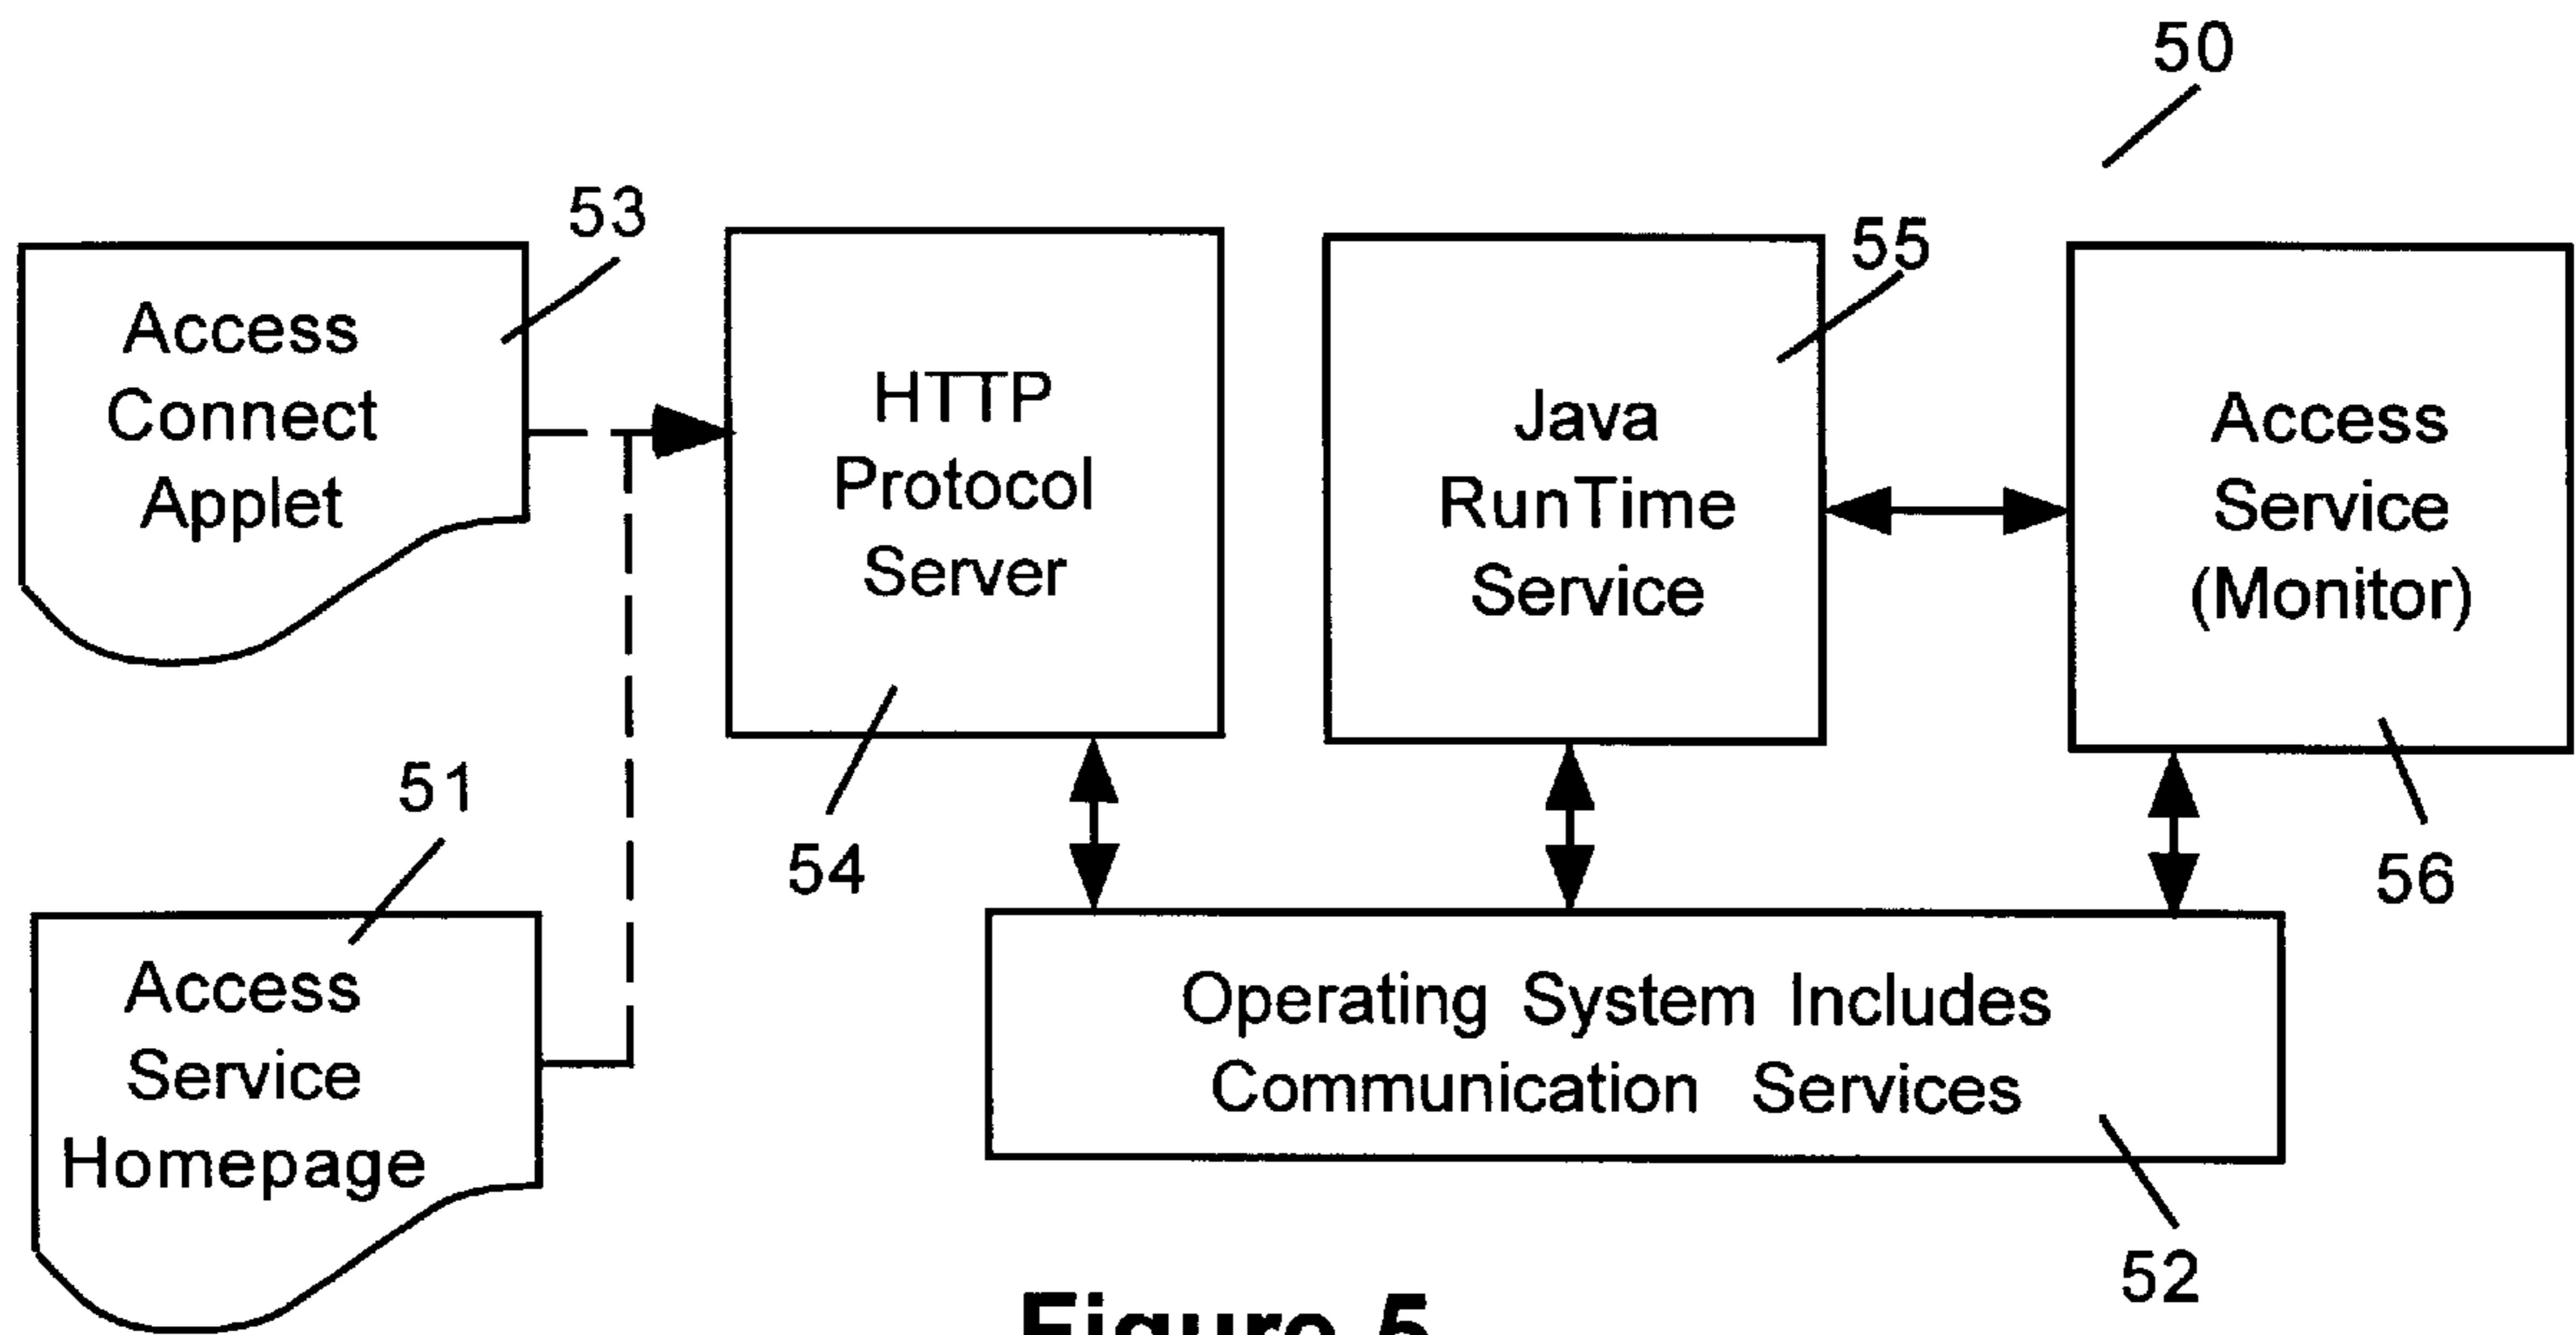 50
53
Access
Connect
Applet
HTTP
Protocol
Server
54
55
Java
RunTime
Service
Access
Service
(Monitor)
56
51
Access
Service
Homepage
Operating System Includes
Communication Services
52
Figure 5